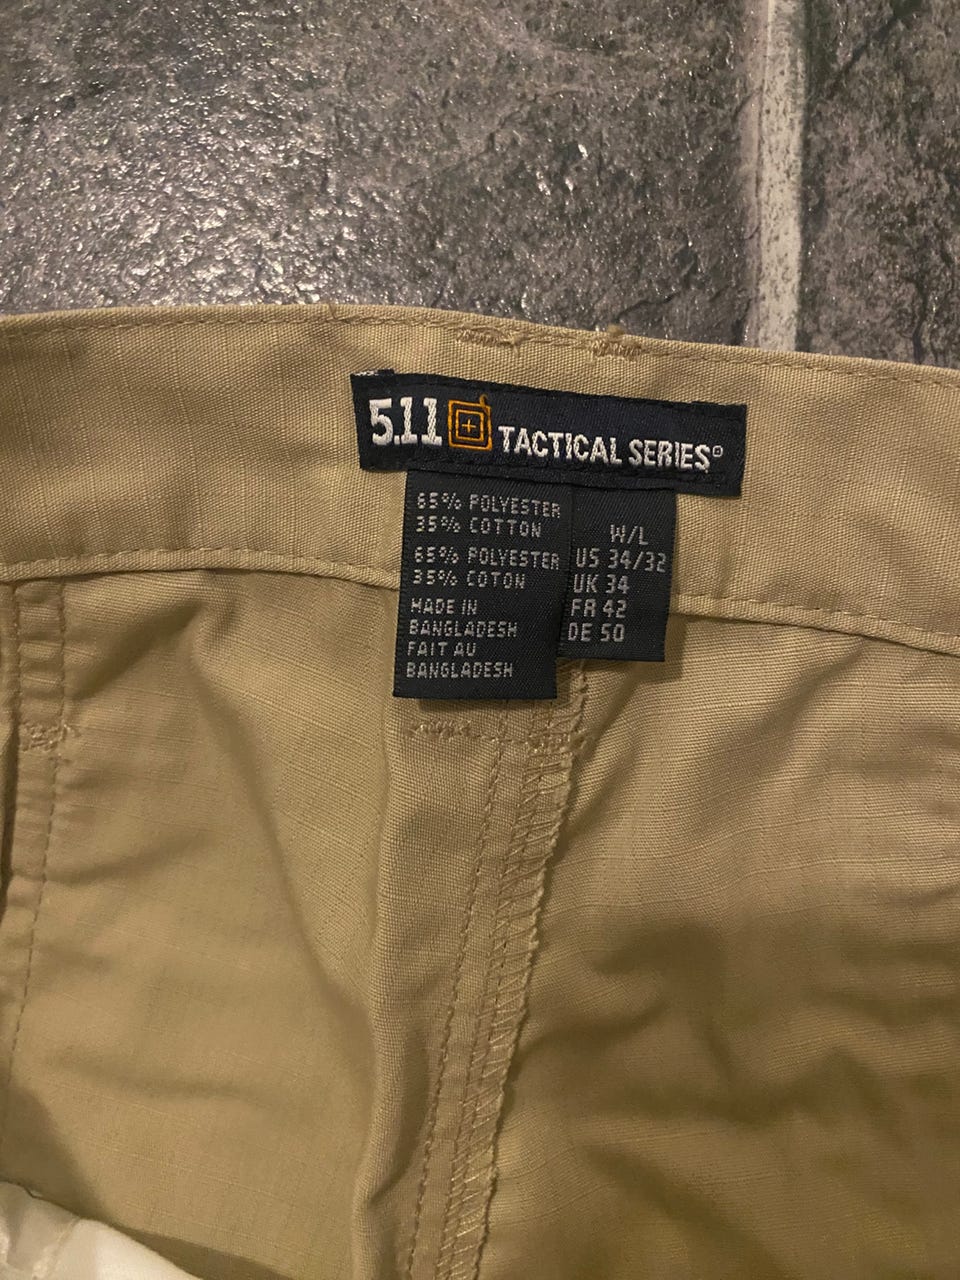 5.11 TACTICAL SERIES®
65% POLYESTER
35% COTTON
65% POLYESTER
35% COTON
MADE IN
BANGLADESH
FAIT AU
BANGLADESH
W/L
US 34/32
UK 34
FR 42
DE 50